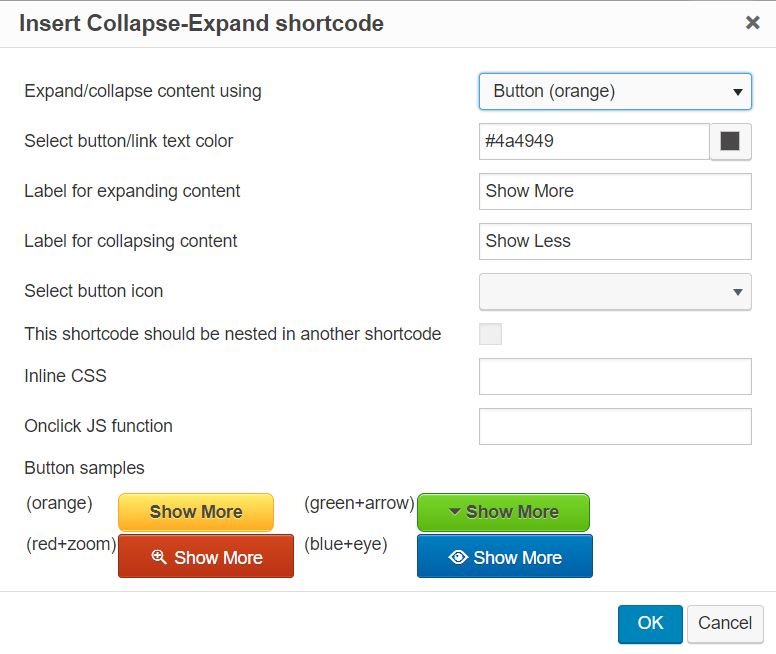 Insert Collapse-Expand shortcode
Expand/collapse content using
Button (orange)
Select button/link text color
#4a4949
Label for expanding content
Show More
Label for collapsing content
Show Less
Select button icon
This shortcode should be nested in another shortcode
Inline CSS
Onclick JS function
Button samples
(orange) Show More (green+arrow) Show More
(red+zoom) Show More (blue+eye) Show More
OK Cancel